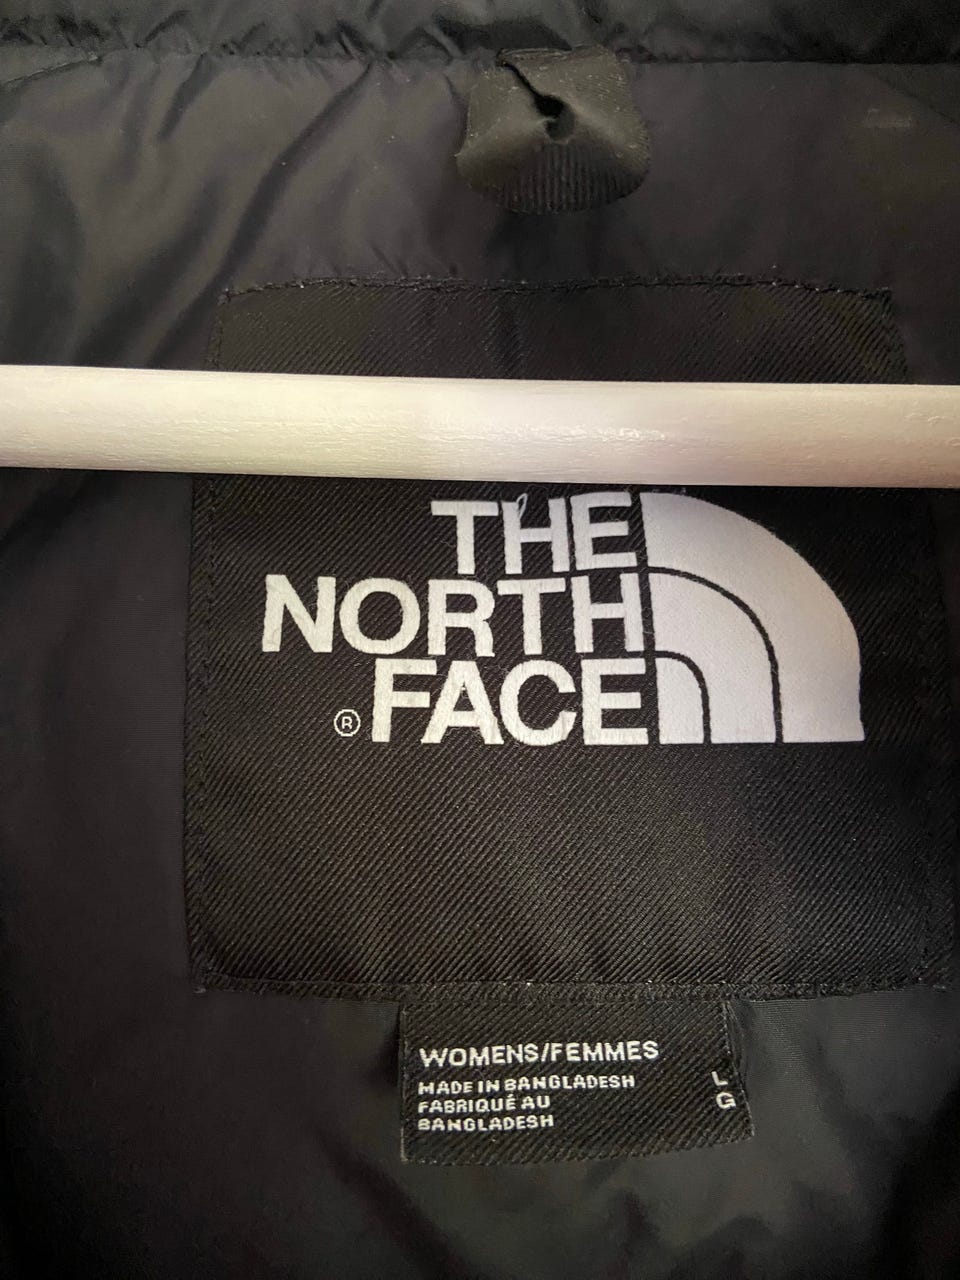 THE
NORTH
FACE
®
WOMENS/FEMMES
MADE IN BANGLADESH
FABRIQUÉ AU
BANGLADESH
L
G